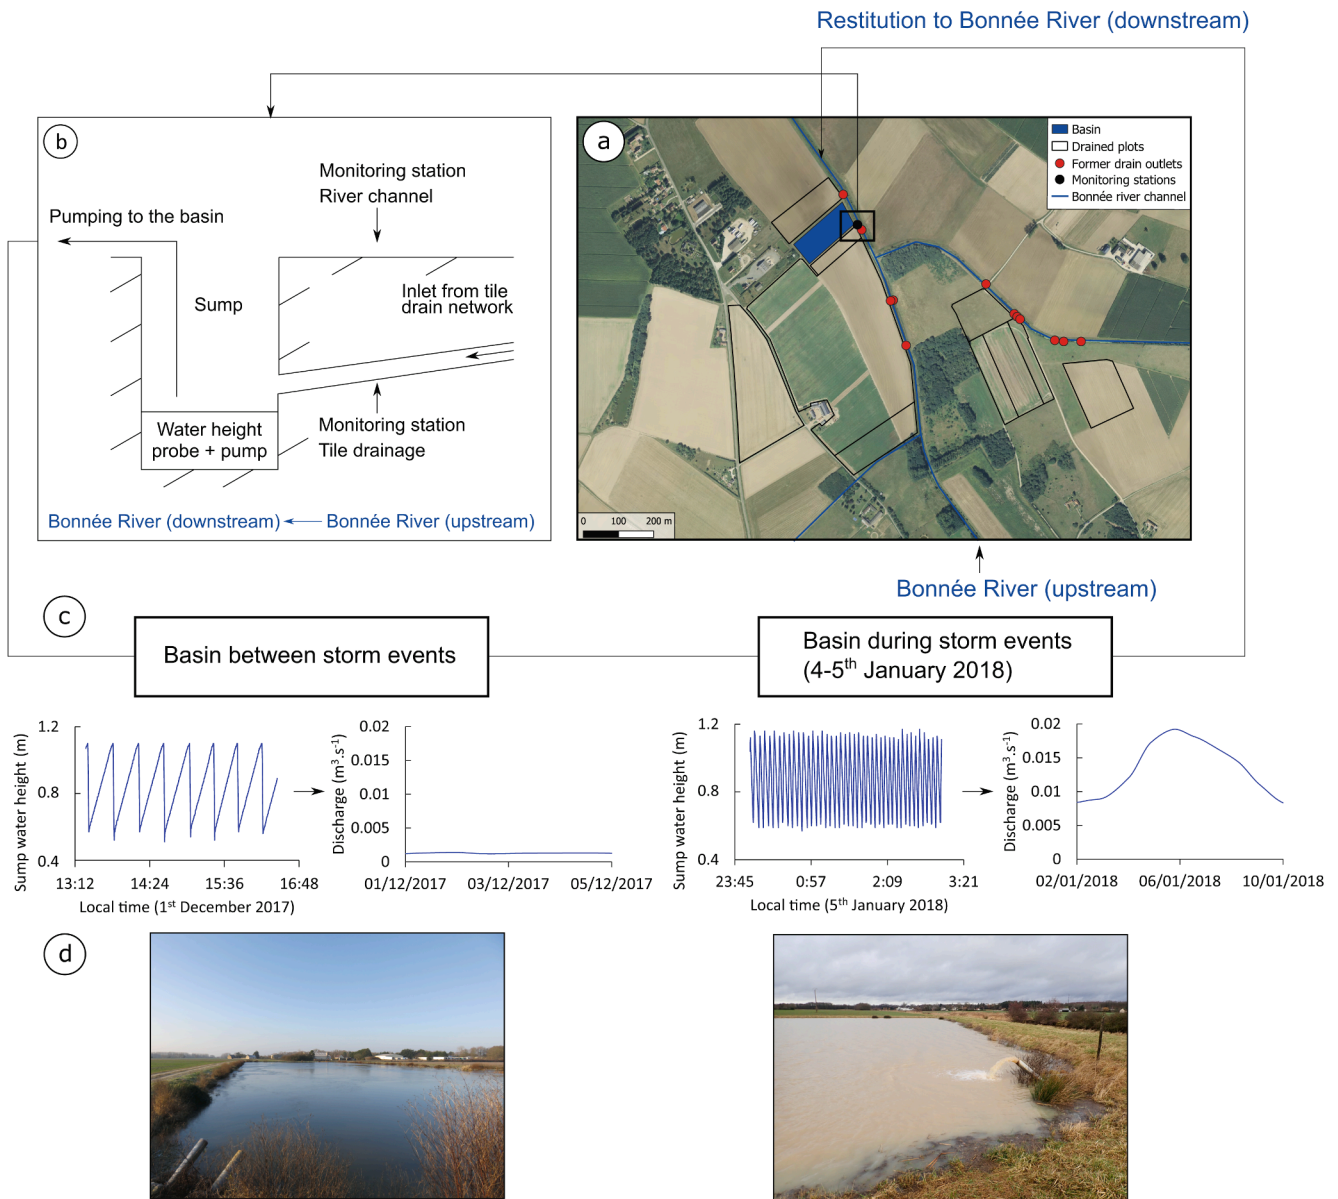 Restitution to Bonnée River (downstream)
b
Monitoring station
River channel
Pumping to the basin
Sump
Inlet from tile
drain network
Water height
probe + pump
Monitoring station
Tile drainage
Bonnée River (downstream)
Bonnée River (upstream)
a
Basin
Drained plots
Former drain outlets
Monitoring stations
Bonnée river channel
0 100 200 m
Bonnée River (upstream)
c
Basin between storm events
Basin during storm events
(4-5th January 2018)
Sump water height (m)
1.2
0.8
0.4
13:12 14:24 15:36 16:48
Local time (1st December 2017)
Discharge (m³.s⁻¹)
0.02
0.015
0.01
0.005
0
01/12/2017 03/12/2017 05/12/2017
Sump water height (m)
1.2
0.8
0.4
23:45 0:57 2:09 3:21
Local time (5th January 2018)
Discharge (m³.s⁻¹)
0.02
0.015
0.01
0.005
0
02/01/2018 06/01/2018 10/01/2018
d